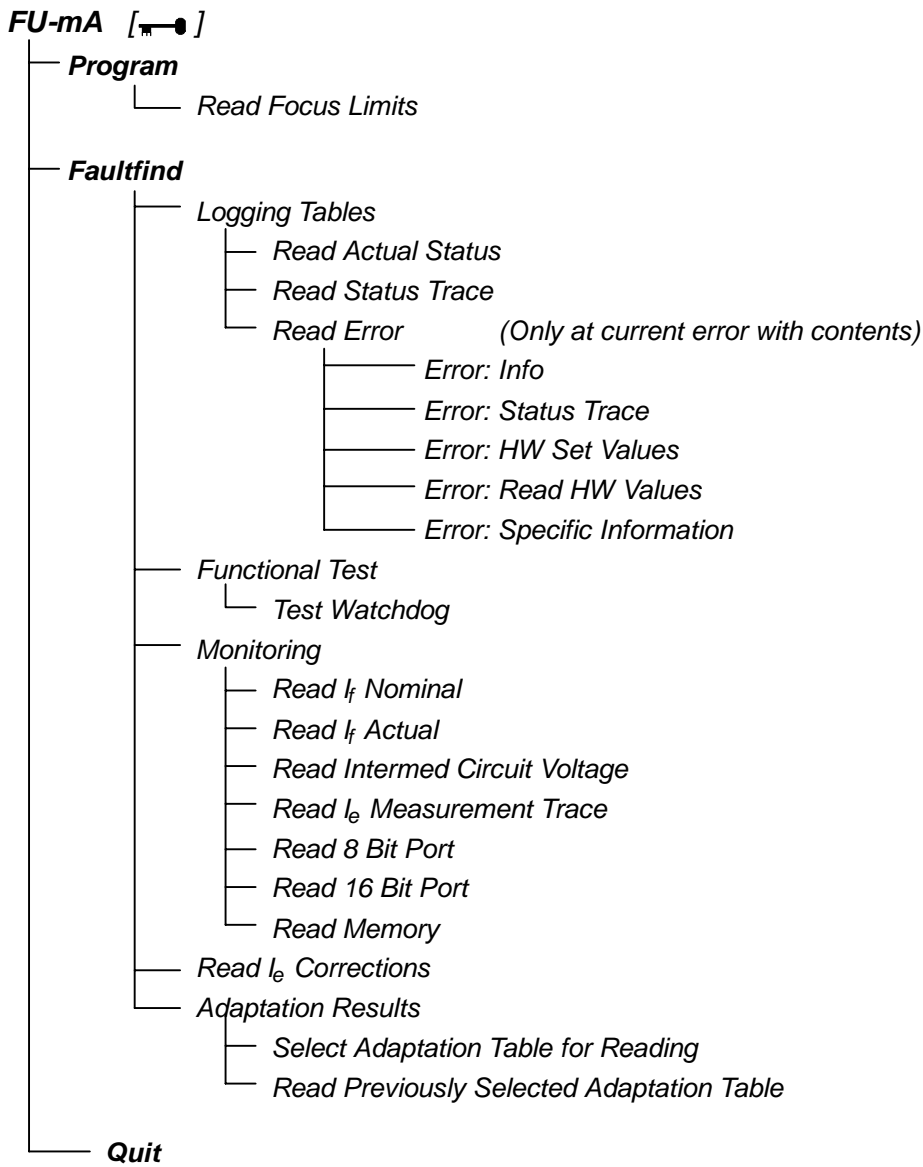 FU-mA [ ]
Program
Read Focus Limits
Faultfind
Logging Tables
Read Actual Status
Read Status Trace
Read Error (Only at current error with contents)
Error: Info
Error: Status Trace
Error: HW Set Values
Error: Read HW Values
Error: Specific Information
Functional Test
Test Watchdog
Monitoring
Read If Nominal
Read If Actual
Read Intermed Circuit Voltage
Read Ie Measurement Trace
Read 8 Bit Port
Read 16 Bit Port
Read Memory
Read Ie Corrections
Adaptation Results
Select Adaptation Table for Reading
Read Previously Selected Adaptation Table
Quit